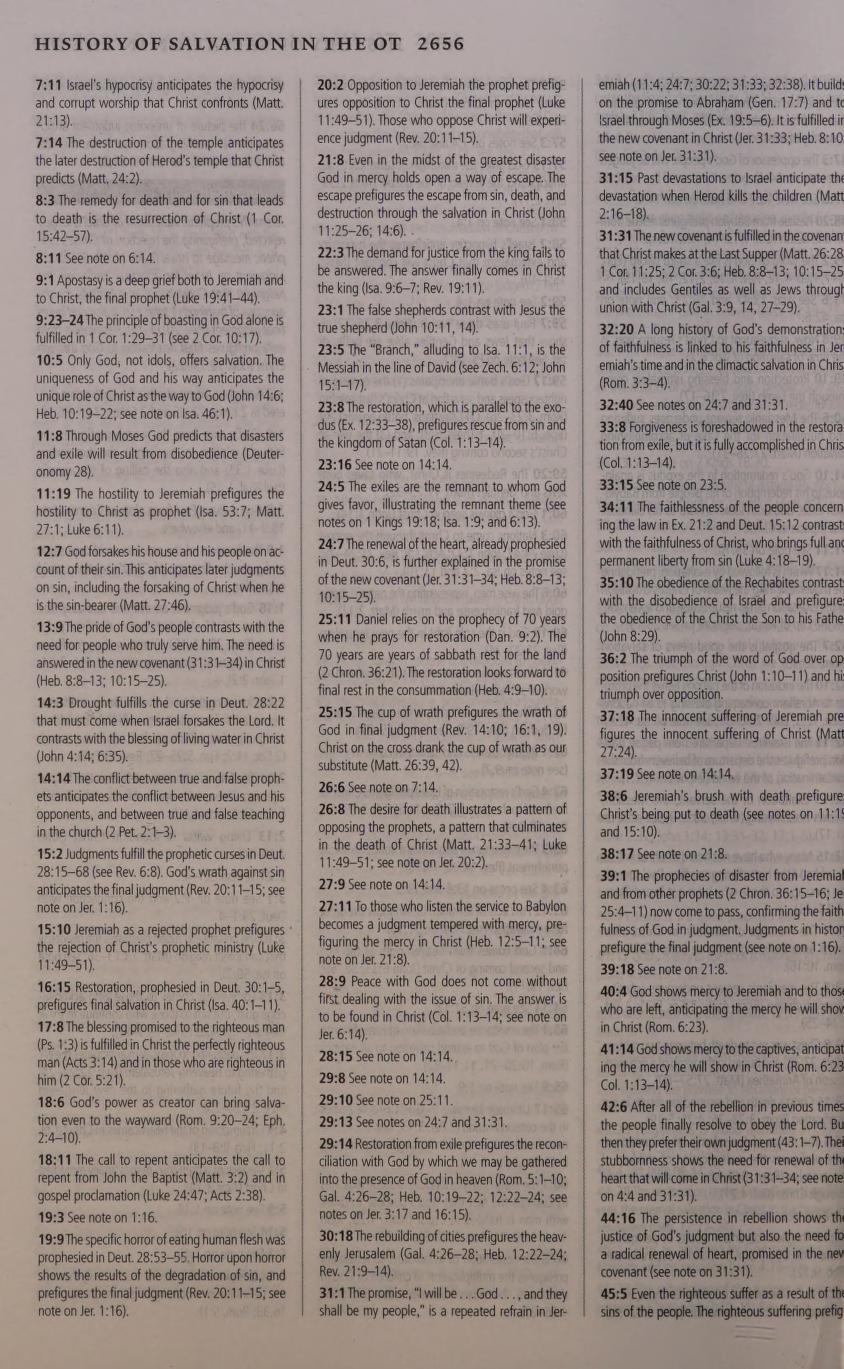 HISTORY OF SALVATION IN THE OT 2656
7:11 Israel's hypocrisy anticipates the hypocrisy
and corrupt worship that Christ confronts (Matt.
21:13).
7:14 The destruction of the temple anticipates
the later destruction of Herod's temple that Christ
predicts (Matt. 24:2).
8:3 The remedy for death and for sin that leads
to death is the resurrection of Christ (1 Cor.
15:42–57).
8:11 See note on 6:14.
9:1 Apostasy is a deep grief both to Jeremiah and
to Christ, the final prophet (Luke 19:41–44).
9:23–24 The principle of boasting in God alone is
fulfilled in 1 Cor. 1:29–31 (see 2 Cor. 10:17).
10:5 Only God, not idols, offers salvation. The
uniqueness of God and his way anticipates the
unique role of Christ as the way to God (John 14:6;
Heb. 10:19–22; see note on Isa. 46:1).
11:8 Through Moses God predicts that disasters
and exile will result from disobedience (Deuter-
onomy 28).
11:19 The hostility to Jeremiah prefigures the
hostility to Christ as prophet (Isa. 53:7; Matt.
27:1; Luke 6:11).
12:7 God forsakes his house and his people on ac-
count of their sin. This anticipates later judgments
on sin, including the forsaking of Christ when he
is the sin-bearer (Matt. 27:46).
13:9 The pride of God's people contrasts with the
need for people who truly serve him. The need is
answered in the new covenant (31:31–34) in Christ
(Heb. 8:8–13; 10:15–25).
14:3 Drought fulfills the curse in Deut. 28:22
that must come when Israel forsakes the Lord. It
contrasts with the blessing of living water in Christ
(John 4:14; 6:35).
14:14 The conflict between true and false proph-
ets anticipates the conflict between Jesus and his
opponents, and between true and false teaching
in the church (2 Pet. 2:1–3).
15:2 Judgments fulfill the prophetic curses in Deut.
28:15–68 (see Rev. 6:8). God's wrath against sin
anticipates the final judgment (Rev. 20:11–15; see
note on Jer. 1:16).
15:10 Jeremiah as a rejected prophet prefigures
the rejection of Christ's prophetic ministry (Luke
11:49–51).
16:15 Restoration, prophesied in Deut. 30:1–5,
prefigures final salvation in Christ (Isa. 40:1–11).
17:8 The blessing promised to the righteous man
(Ps. 1:3) is fulfilled in Christ the perfectly righteous
man (Acts 3:14) and in those who are righteous in
him (2 Cor. 5:21).
18:6 God's power as creator can bring salva-
tion even to the wayward (Rom. 9:20–24; Eph.
2:4–10).
18:11 The call to repent anticipates the call to
repent from John the Baptist (Matt. 3:2) and in
gospel proclamation (Luke 24:47; Acts 2:38).
19:3 See note on 1:16.
19:9 The specific horror of eating human flesh was
prophesied in Deut. 28:53–55. Horror upon horror
shows the results of the degradation of sin, and
prefigures the final judgment (Rev. 20:11–15; see
note on Jer. 1:16).
20:2 Opposition to Jeremiah the prophet prefig-
ures opposition to Christ the final prophet (Luke
11:49–51). Those who oppose Christ will experi-
ence judgment (Rev. 20:11–15).
21:8 Even in the midst of the greatest disaster
God in mercy holds open a way of escape. The
escape prefigures the escape from sin, death, and
destruction through the salvation in Christ (John
11:25–26; 14:6).
22:3 The demand for justice from the king fails to
be answered. The answer finally comes in Christ
the king (Isa. 9:6–7; Rev. 19:11).
23:1 The false shepherds contrast with Jesus the
true shepherd (John 10:11, 14).
23:5 The "Branch," alluding to Isa. 11:1, is the
Messiah in the line of David (see Zech. 6:12; John
15:1–17).
23:8 The restoration, which is parallel to the exo-
dus (Ex. 12:33–38), prefigures rescue from sin and
the kingdom of Satan (Col. 1:13–14).
23:16 See note on 14:14.
24:5 The exiles are the remnant to whom God
gives favor, illustrating the remnant theme (see
notes on 1 Kings 19:18; Isa. 1:9; and 6:13).
24:7 The renewal of the heart, already prophesied
in Deut. 30:6, is further explained in the promise
of the new covenant (Jer. 31:31–34; Heb. 8:8–13;
10:15–25).
25:11 Daniel relies on the prophecy of 70 years
when he prays for restoration (Dan. 9:2). The
70 years are years of sabbath rest for the land
(2 Chron. 36:21). The restoration looks forward to
final rest in the consummation (Heb. 4:9–10).
25:15 The cup of wrath prefigures the wrath of
God in final judgment (Rev. 14:10; 16:1, 19).
Christ on the cross drank the cup of wrath as our
substitute (Matt. 26:39, 42).
26:6 See note on 7:14.
26:8 The desire for death illustrates a pattern of
opposing the prophets, a pattern that culminates
in the death of Christ (Matt. 21:33–41; Luke
11:49–51; see note on Jer. 20:2).
27:9 See note on 14:14.
27:11 To those who listen the service to Babylon
becomes a judgment tempered with mercy, pre-
figuring the mercy in Christ (Heb. 12:5–11; see
note on Jer. 21:8).
28:9 Peace with God does not come without
first dealing with the issue of sin. The answer is
to be found in Christ (Col. 1:13–14; see note on
Jer. 6:14).
28:15 See note on 14:14.
29:8 See note on 14:14.
29:10 See note on 25:11.
29:13 See notes on 24:7 and 31:31.
29:14 Restoration from exile prefigures the recon-
ciliation with God by which we may be gathered
into the presence of God in heaven (Rom. 5:1–10;
Gal. 4:26–28; Heb. 10:19–22; 12:22–24; see
notes on Jer. 3:17 and 16:15).
30:18 The rebuilding of cities prefigures the heav-
enly Jerusalem (Gal. 4:26–28; Heb. 12:22–24;
Rev. 21:9–14).
31:1 The promise, "I will be . . . God . . . , and they
shall be my people," is a repeated refrain in Jer-
emiah (11:4; 24:7; 30:22; 31:33; 32:38). It builds
on the promise to Abraham (Gen. 17:7) and to
Israel through Moses (Ex. 19:5–6). It is fulfilled in
the new covenant in Christ (Jer. 31:33; Heb. 8:10
see note on Jer. 31:31).
31:15 Past devastations to Israel anticipate the
devastation when Herod kills the children (Matt
2:16–18).
31:31 The new covenant is fulfilled in the covenan
that Christ makes at the Last Supper (Matt. 26:28
1 Cor. 11:25; 2 Cor. 3:6; Heb. 8:8–13; 10:15–25
and includes Gentiles as well as Jews through
union with Christ (Gal. 3:9, 14, 27–29).
32:20 A long history of God's demonstrations
of faithfulness is linked to his faithfulness in Jer
emiah's time and in the climactic salvation in Chris
(Rom. 3:3–4).
32:40 See notes on 24:7 and 31:31.
33:8 Forgiveness is foreshadowed in the restora
tion from exile, but it is fully accomplished in Chris
(Col. 1:13–14).
33:15 See note on 23:5.
34:11 The faithlessness of the people concern
ing the law in Ex. 21:2 and Deut. 15:12 contrast
with the faithfulness of Christ, who brings full and
permanent liberty from sin (Luke 4:18–19).
35:10 The obedience of the Rechabites contrast
with the disobedience of Israel and prefigure
the obedience of the Christ the Son to his Fathe
(John 8:29).
36:2 The triumph of the word of God over op
position prefigures Christ (John 1:10–11) and his
triumph over opposition.
37:18 The innocent suffering of Jeremiah pre
figures the innocent suffering of Christ (Matt
27:24).
37:19 See note on 14:14.
38:6 Jeremiah's brush with death prefigure
Christ's being put to death (see notes on 11:19
and 15:10).
38:17 See note on 21:8.
39:1 The prophecies of disaster from Jeremiah
and from other prophets (2 Chron. 36:15–16; Je
25:4–11) now come to pass, confirming the faith
fulness of God in judgment. Judgments in histor
prefigure the final judgment (see note on 1:16).
39:18 See note on 21:8.
40:4 God shows mercy to Jeremiah and to those
who are left, anticipating the mercy he will show
in Christ (Rom. 6:23).
41:14 God shows mercy to the captives, anticipat
ing the mercy he will show in Christ (Rom. 6:23
Col. 1:13–14).
42:6 After all of the rebellion in previous times
the people finally resolve to obey the Lord. Bu
then they prefer their own judgment (43:1–7). Thei
stubbornness shows the need for renewal of the
heart that will come in Christ (31:31–34; see note
on 4:4 and 31:31).
44:16 The persistence in rebellion shows the
justice of God's judgment but also the need fo
a radical renewal of heart, promised in the new
covenant (see note on 31:31).
45:5 Even the righteous suffer as a result of the
sins of the people. The righteous suffering prefig